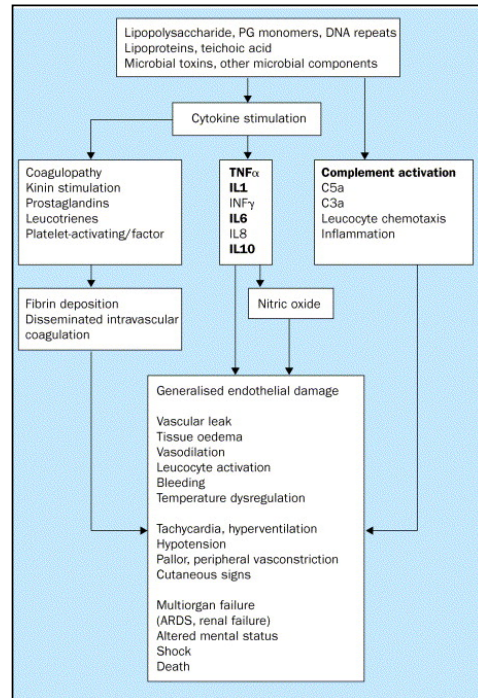 Lipopolysaccharide, PG monomers, DNA repeats
Lipoproteins, teichoic acid
Microbial toxins, other microbial components
Cytokine stimulation
Coagulopathy
Kinin stimulation
Prostaglandins
Leucotrienes
Platelet-activating/factor
TNFα
IL1
INFγ
IL6
IL8
IL10
Complement activation
C5a
C3a
Leucocyte chemotaxis
Inflammation
Fibrin deposition
Disseminated intravascular
coagulation
Nitric oxide
Generalised endothelial damage
Vascular leak
Tissue oedema
Vasodilation
Leucocyte activation
Bleeding
Temperature dysregulation
Tachycardia, hyperventilation
Hypotension
Pallor, peripheral vasconstriction
Cutaneous signs
Multiorgan failure
(ARDS, renal failure)
Altered mental status
Shock
Death